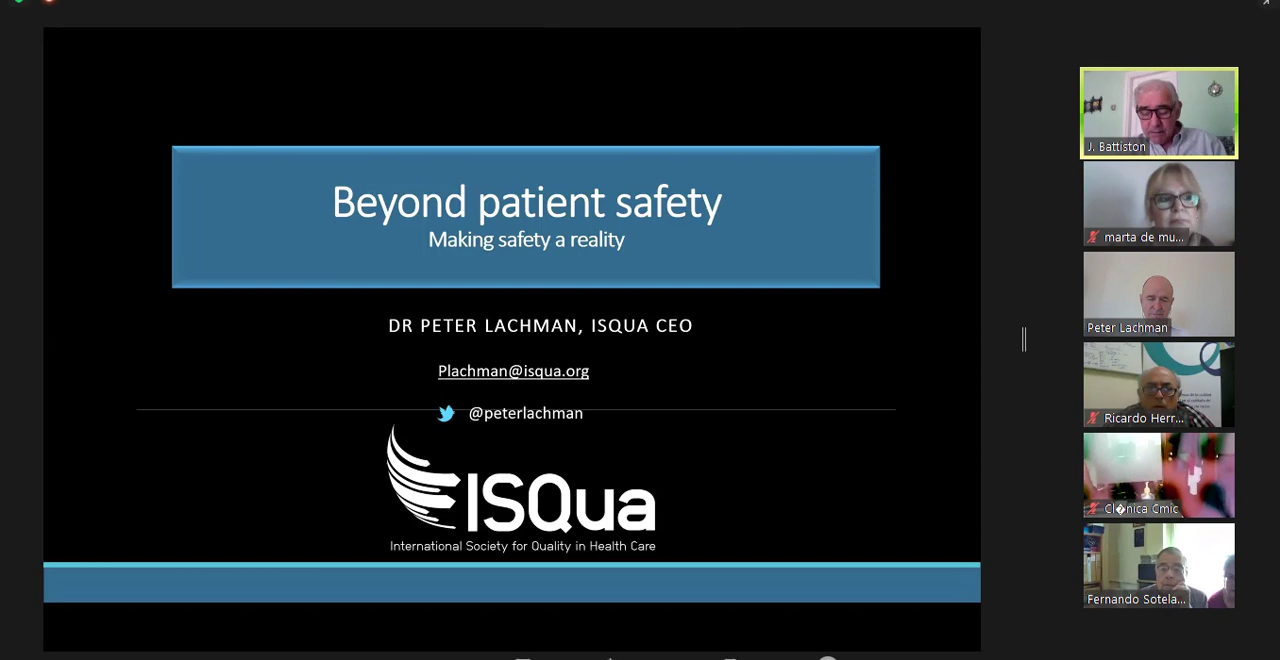 Beyond patient safety
Making safety a reality
DR PETER LACHMAN, ISQUA CEO
Plachman@isqua.org
@peterlachman
ISQua
International Society for Quality in Health Care
J. Battiston
marta de mu...
Peter Lachman
Ricardo Herr...
Cl�nica Cmic
Fernando Sotela...